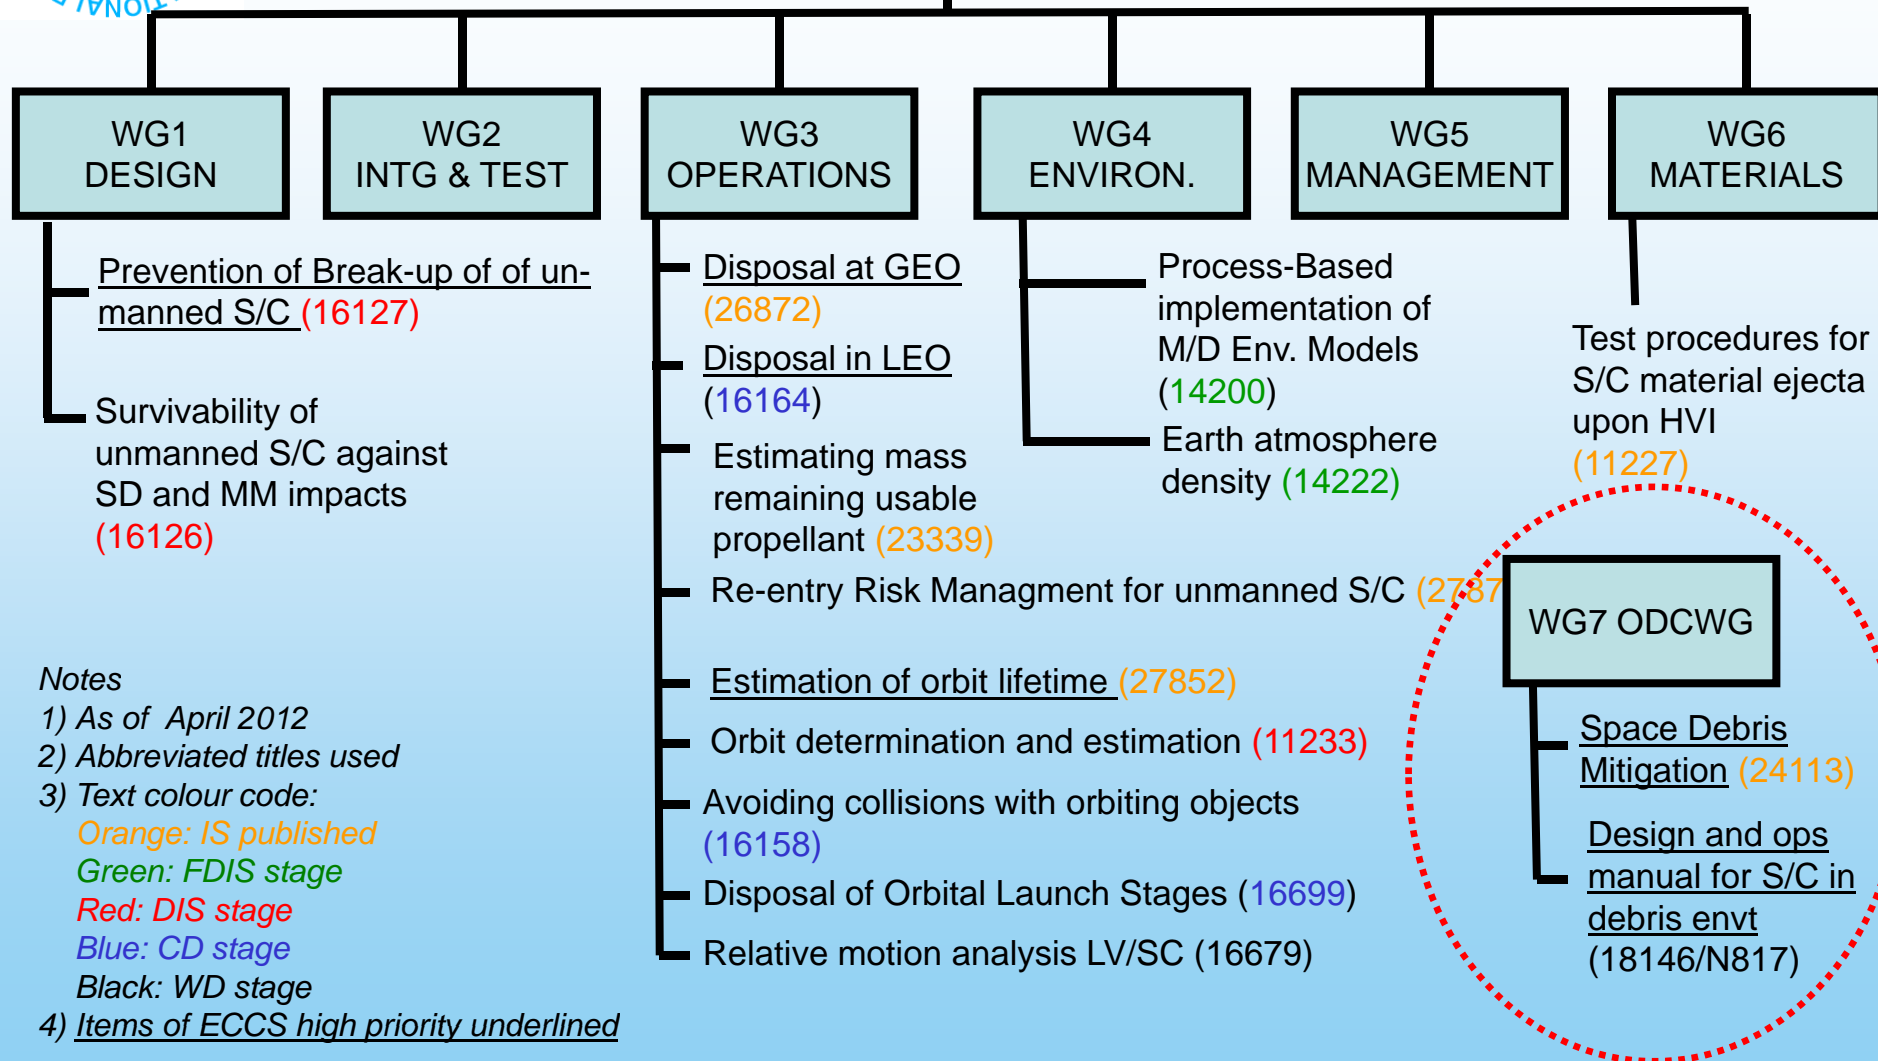 WG1
DESIGN
WG2
INTG & TEST
WG3
OPERATIONS
WG4
ENVIRON.
WG5
MANAGEMENT
WG6
MATERIALS
Prevention of Break-up of of un-
manned S/C (16127)
Survivability of
unmanned S/C against
SD and MM impacts
(16126)
Disposal at GEO
(26872)
Disposal in LEO
(16164)
Estimating mass
remaining usable
propellant (23339)
Re-entry Risk Managment for unmanned S/C (2787
Estimation of orbit lifetime (27852)
Orbit determination and estimation (11233)
Avoiding collisions with orbiting objects
(16158)
Disposal of Orbital Launch Stages (16699)
Relative motion analysis LV/SC (16679)
Process-Based
implementation of
M/D Env. Models
(14200)
Earth atmosphere
density (14222)
Test procedures for
S/C material ejecta
upon HVI
(11227)
WG7 ODCWG
Space Debris
Mitigation (24113)
Design and ops
manual for S/C in
debris envt
(18146/N817)
Notes
1) As of April 2012
2) Abbreviated titles used
3) Text colour code:
Orange: IS published
Green: FDIS stage
Red: DIS stage
Blue: CD stage
Black: WD stage
4) Items of ECCS high priority underlined